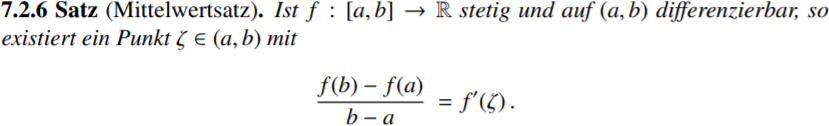 7.2.6 Satz (Mittelwertsatz). Ist f : [a, b] → ℝ stetig und auf (a, b) differenzierbar, so
existiert ein Punkt ζ ∈ (a, b) mit
f(b) − f(a)
b − a
= f′(ζ) .